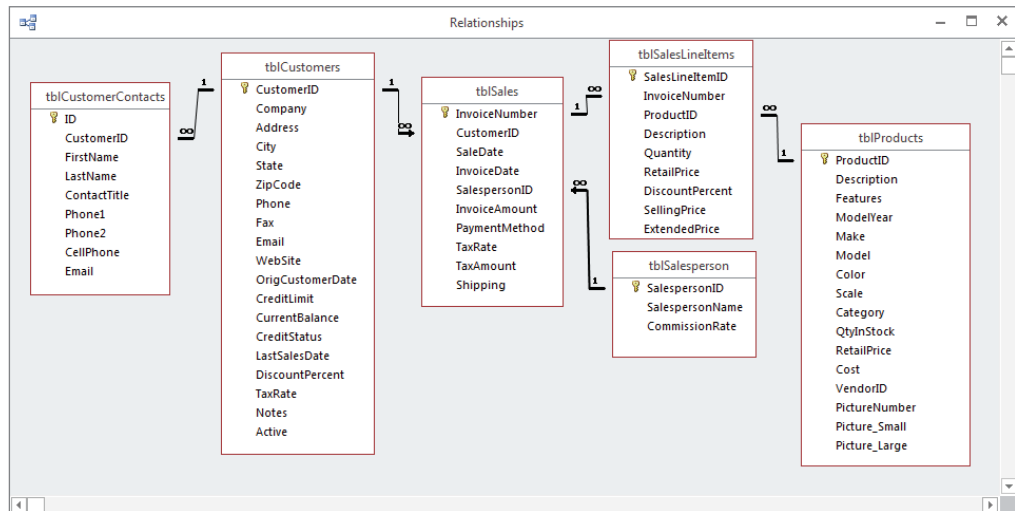 Relationships
tblCustomerContacts
ID
CustomerID
FirstName
LastName
ContactTitle
Phone1
Phone2
CellPhone
Email
1
∞
tblCustomers
CustomerID
Company
Address
City
State
ZipCode
Phone
Fax
Email
WebSite
OrigCustomerDate
CreditLimit
CurrentBalance
CreditStatus
LastSalesDate
DiscountPercent
TaxRate
Notes
Active
1
∞
tblSales
InvoiceNumber
CustomerID
SaleDate
InvoiceDate
SalespersonID
InvoiceAmount
PaymentMethod
TaxRate
TaxAmount
Shipping
1
∞
∞
1
tblSalesLineItems
SalesLineItemID
InvoiceNumber
ProductID
Description
Quantity
RetailPrice
DiscountPercent
SellingPrice
ExtendedPrice
tblSalesperson
SalespersonID
SalespersonName
CommissionRate
∞
1
tblProducts
ProductID
Description
Features
ModelYear
Make
Model
Color
Scale
Category
QtyInStock
RetailPrice
Cost
VendorID
PictureNumber
Picture_Small
Picture_Large